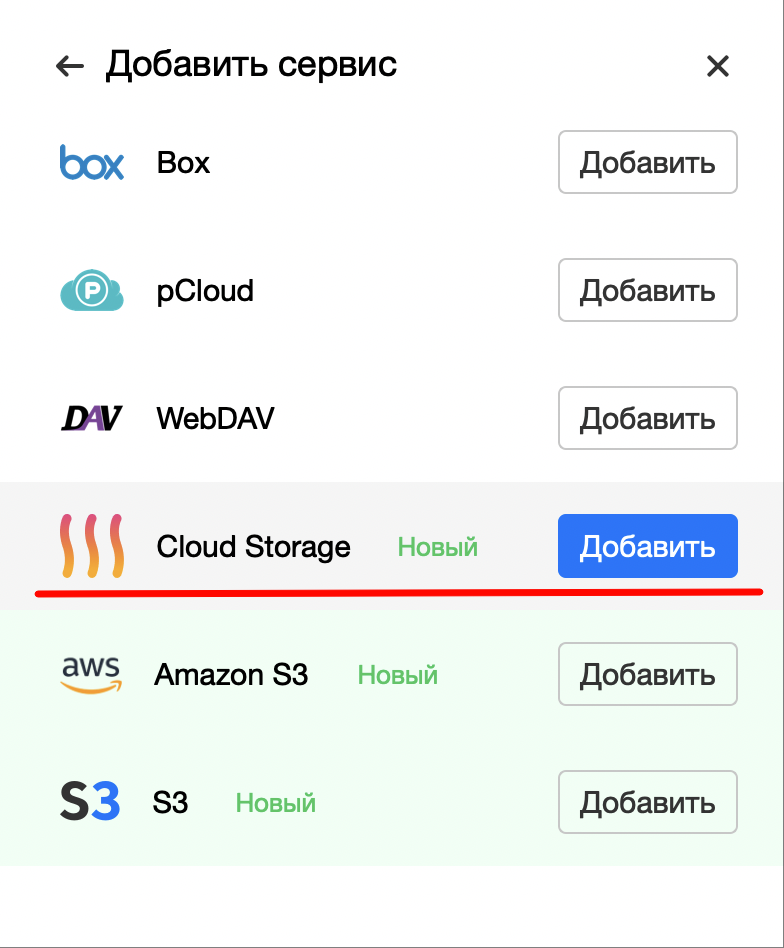 ← Добавить сервис ×
box Box Добавить
P pCloud Добавить
DAV WebDAV Добавить
Cloud Storage Новый Добавить
aws Amazon S3 Новый Добавить
S3 S3 Новый Добавить